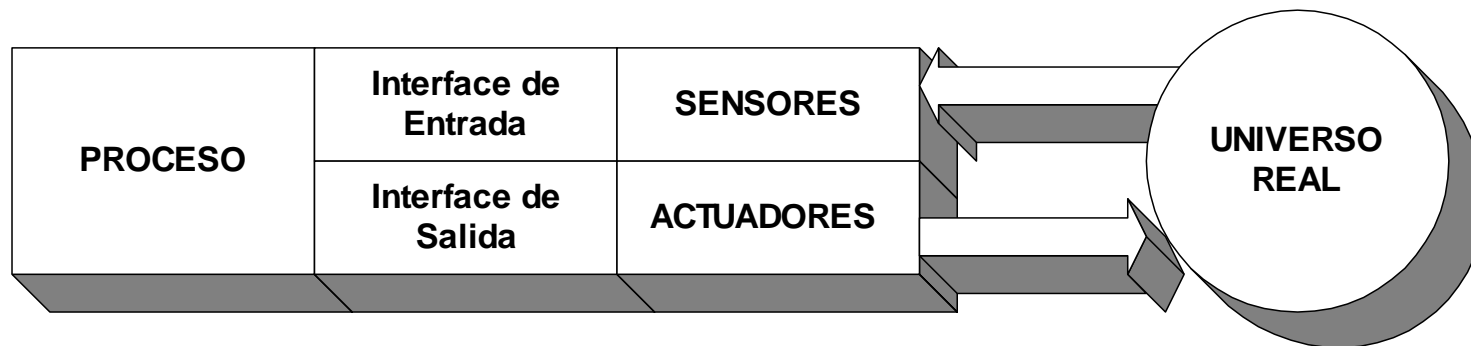 PROCESO
Interface de
Entrada
SENSORES
Interface de
Salida
ACTUADORES
UNIVERSO
REAL